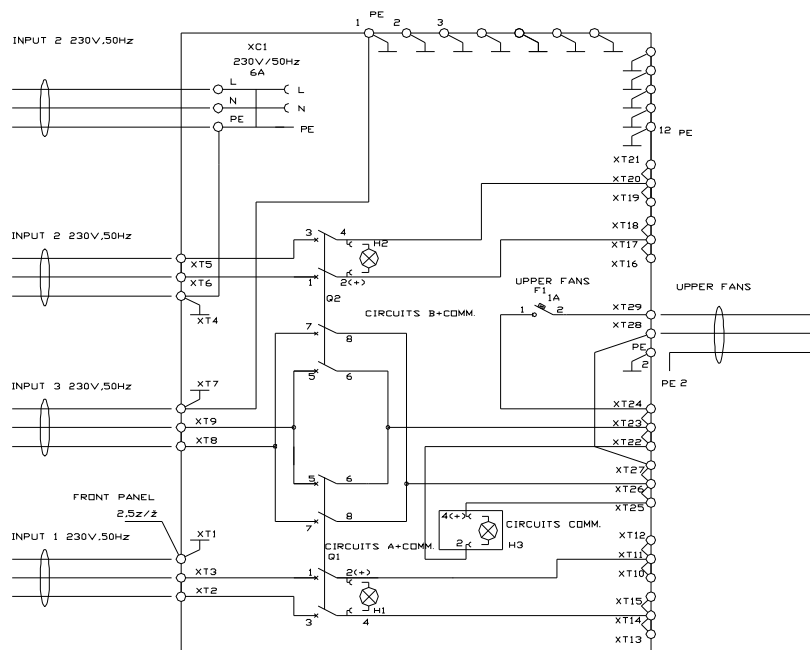 PE
1 2 3
INPUT 2 230V,50Hz
XC1
230V/50Hz
6A
L L
N N
PE PE
12 PE
XT21
XT20
XT19
XT18
XT17
XT16
INPUT 2 230V,50Hz
3 4
H2
XT5
1 2(+)
XT6
Q2
XT4
CIRCUITS B+COMM.
UPPER FANS
F1
1A
1 2
XT29
XT28
UPPER FANS
7 8
PE
2
PE 2
5 6
INPUT 3 230V,50Hz
XT7
XT9
XT8
XT24
XT23
XT22
XT27
XT26
XT25
5 6
7 8
FRONT PANEL
2,5z/ż
4(+)
2
CIRCUITS COMM.
H3
INPUT 1 230V,50Hz
XT1
CIRCUITS A+COMM.
Q1
XT12
XT11
XT10
XT3
1 2(+)
XT2
H1
3 4
XT15
XT14
XT13